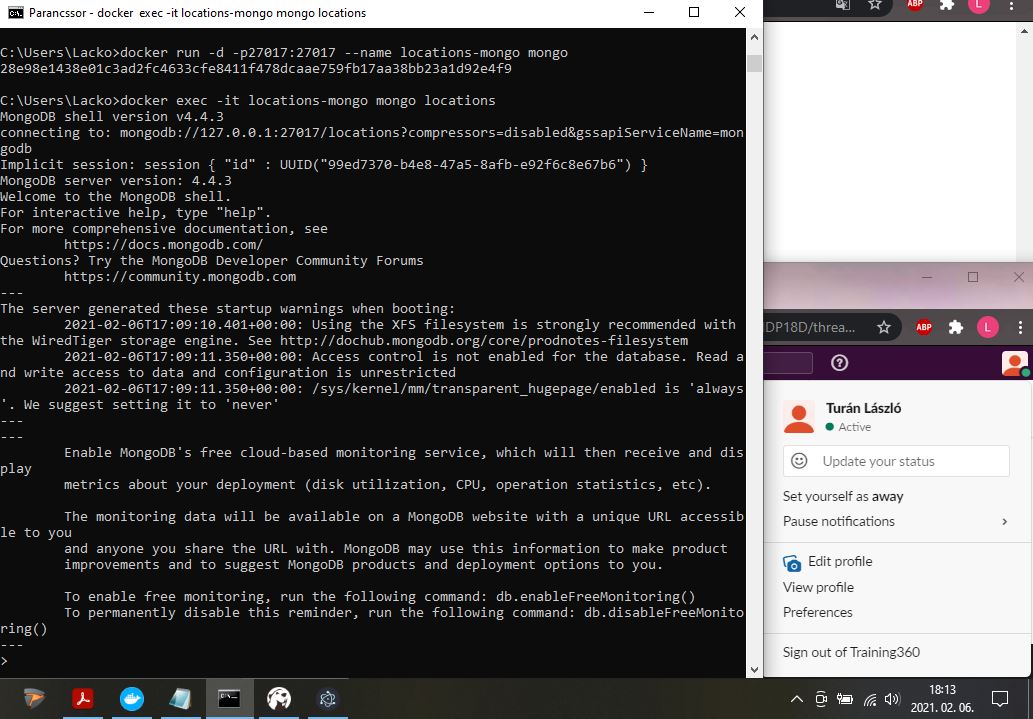 Parancssor - docker exec -it locations-mongo mongo locations
C:\Users\Lacko>docker run -d -p27017:27017 --name locations-mongo mongo
28e98e1438e01c3ad2fc4633cfe8411f478dcaae759fb17aa38bb23a1d92e4f9
C:\Users\Lacko>docker exec -it locations-mongo mongo locations
MongoDB shell version v4.4.3
connecting to: mongodb://127.0.0.1:27017/locations?compressors=disabled&gssapiServiceName=mon
godb
Implicit session: session { "id" : UUID("99ed7370-b4e8-47a5-8afb-e92f6c8e67b6") }
MongoDB server version: 4.4.3
Welcome to the MongoDB shell.
For interactive help, type "help".
For more comprehensive documentation, see
https://docs.mongodb.com/
Questions? Try the MongoDB Developer Community Forums
https://community.mongodb.com
---
The server generated these startup warnings when booting:
2021-02-06T17:09:10.401+00:00: Using the XFS filesystem is strongly recommended with
the WiredTiger storage engine. See http://dochub.mongodb.org/core/prodnotes-filesystem
2021-02-06T17:09:11.350+00:00: Access control is not enabled for the database. Read a
nd write access to data and configuration is unrestricted
2021-02-06T17:09:11.350+00:00: /sys/kernel/mm/transparent_hugepage/enabled is 'always
'. We suggest setting it to 'never'
---
---
Enable MongoDB's free cloud-based monitoring service, which will then receive and dis
play
metrics about your deployment (disk utilization, CPU, operation statistics, etc).
The monitoring data will be available on a MongoDB website with a unique URL accessib
le to you
and anyone you share the URL with. MongoDB may use this information to make product
improvements and to suggest MongoDB products and deployment options to you.
To enable free monitoring, run the following command: db.enableFreeMonitoring()
To permanently disable this reminder, run the following command: db.disableFreeMonito
ring()
---
>
ABP
L
IDP18D/threa...
ABP
L
Turán László
Active
Update your status
Set yourself as away
Pause notifications
Edit profile
View profile
Preferences
Sign out of Training360
18:13
2021. 02. 06.